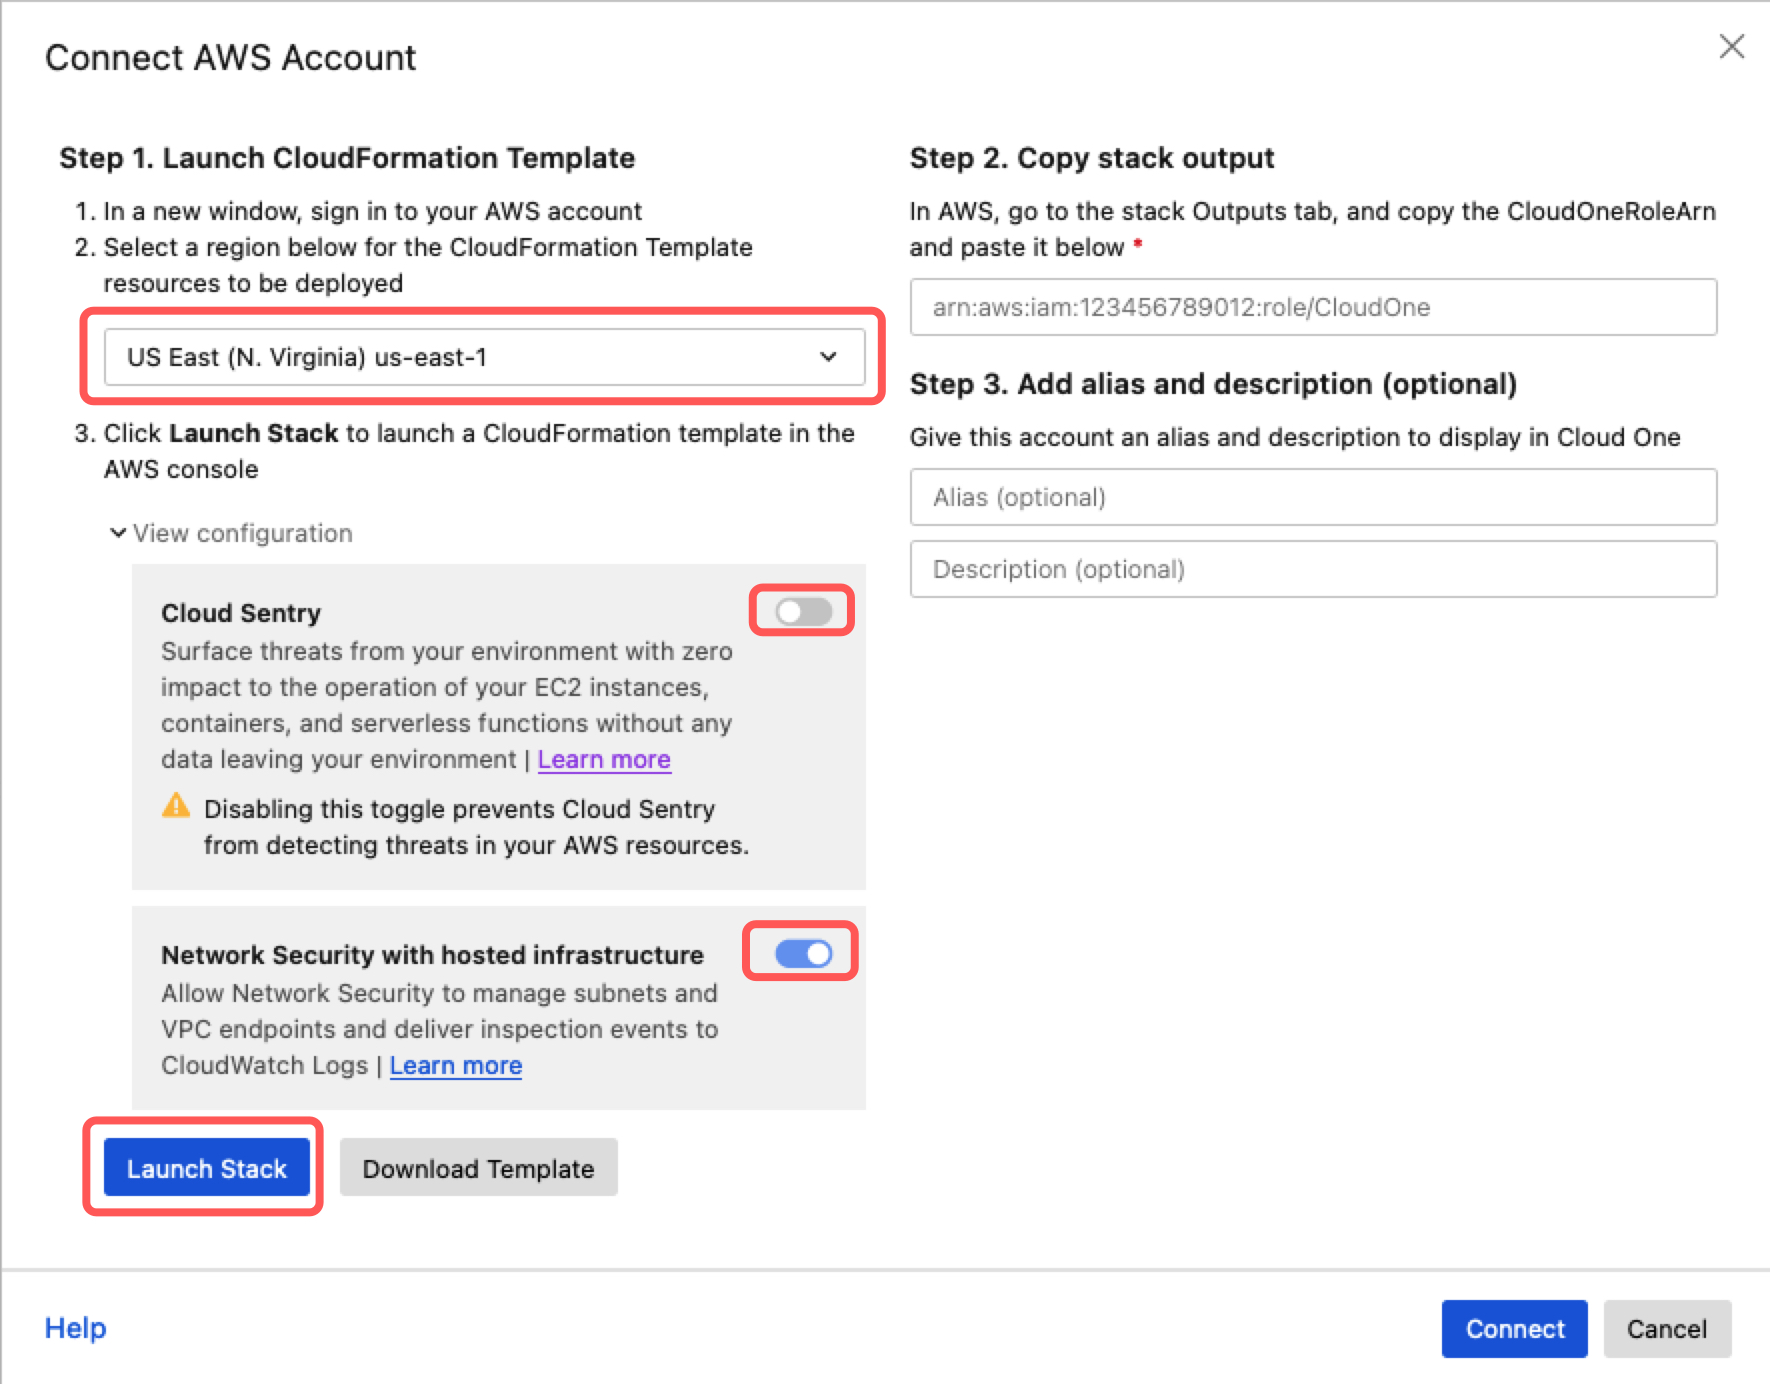 Connect AWS Account
Step 1. Launch CloudFormation Template
1. In a new window, sign in to your AWS account
2. Select a region below for the CloudFormation Template
resources to be deployed
US East (N. Virginia) us-east-1
3. Click Launch Stack to launch a CloudFormation template in the
AWS console
View configuration
Cloud Sentry
Surface threats from your environment with zero
impact to the operation of your EC2 instances,
containers, and serverless functions without any
data leaving your environment | Learn more
Disabling this toggle prevents Cloud Sentry
from detecting threats in your AWS resources.
Network Security with hosted infrastructure
Allow Network Security to manage subnets and
VPC endpoints and deliver inspection events to
CloudWatch Logs | Learn more
Launch Stack
Download Template
Step 2. Copy stack output
In AWS, go to the stack Outputs tab, and copy the CloudOneRoleArn
and paste it below *
arn:aws:iam:123456789012:role/CloudOne
Step 3. Add alias and description (optional)
Give this account an alias and description to display in Cloud One
Alias (optional)
Description (optional)
Help
Connect
Cancel